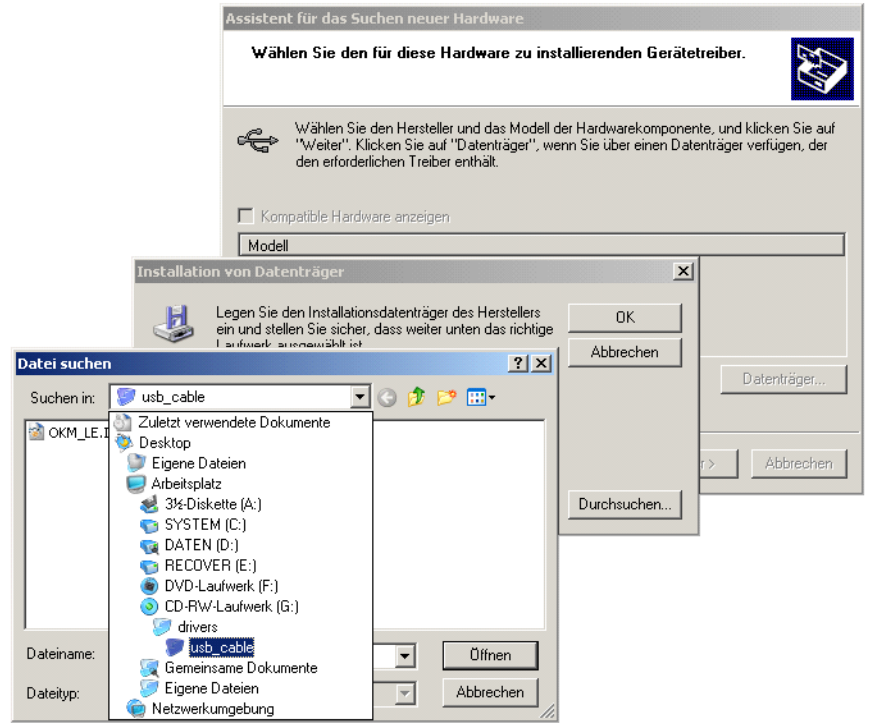 Assistent für das Suchen neuer Hardware
Wählen Sie den für diese Hardware zu installierenden Gerätetreiber.
Wählen Sie den Hersteller und das Modell der Hardwarekomponente, und klicken Sie auf
"Weiter". Klicken Sie auf "Datenträger", wenn Sie über einen Datenträger verfügen, der
den erforderlichen Treiber enthält.
Kompatible Hardware anzeigen
Modell
Datenträger...
>
Abbrechen
Installation von Datenträger
Legen Sie den Installationsdatenträger des Herstellers
ein und stellen Sie sicher, dass weiter unten das richtige
Laufwerk ausgewählt ist.
OK
Abbrechen
Durchsuchen...
Datei suchen
Suchen in:
usb_cable
OKM_LE.I
Zuletzt verwendete Dokumente
Desktop
Eigene Dateien
Arbeitsplatz
3½-Diskette (A:)
SYSTEM (C:)
DATEN (D:)
RECOVER (E:)
DVD-Laufwerk (F:)
CD-RW-Laufwerk (G:)
drivers
usb_cable
Gemeinsame Dokumente
Eigene Dateien
Netzwerkumgebung
Dateiname:
Öffnen
Dateityp:
Abbrechen